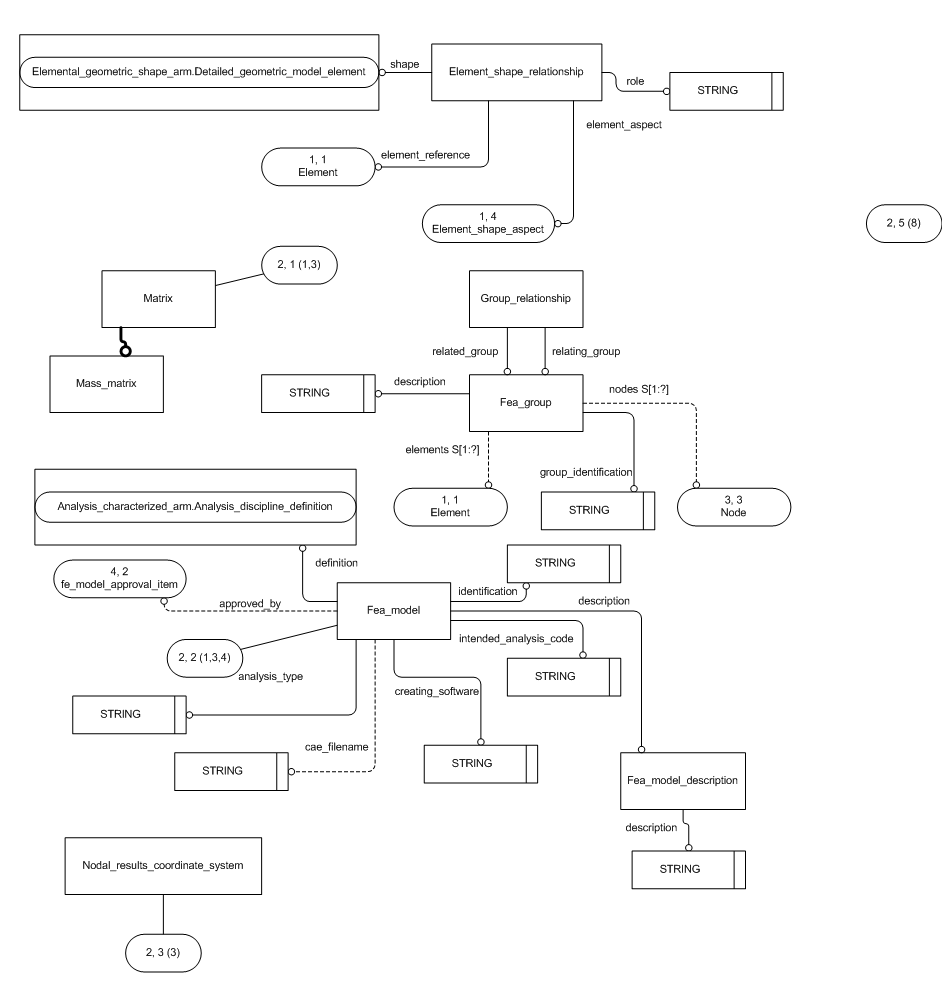 Elemental_geometric_shape_arm.Detailed_geometric_model_element
shape
Element_shape_relationship
role
STRING
element_aspect
element_reference
1, 1
Element
1, 4
Element_shape_aspect
2, 5 (8)
2, 1 (1,3)
Matrix
Group_relationship
related_group
relating_group
Mass_matrix
STRING
description
Fea_group
nodes S[1:?]
elements S[1:?]
group_identification
1, 1
Element
STRING
3, 3
Node
Analysis_characterized_arm.Analysis_discipline_definition
definition
STRING
4, 2
fe_model_approval_item
approved_by
Fea_model
identification
description
intended_analysis_code
2, 2 (1,3,4)
analysis_type
STRING
creating_software
STRING
cae_filename
STRING
STRING
Fea_model_description
description
STRING
Nodal_results_coordinate_system
2, 3 (3)